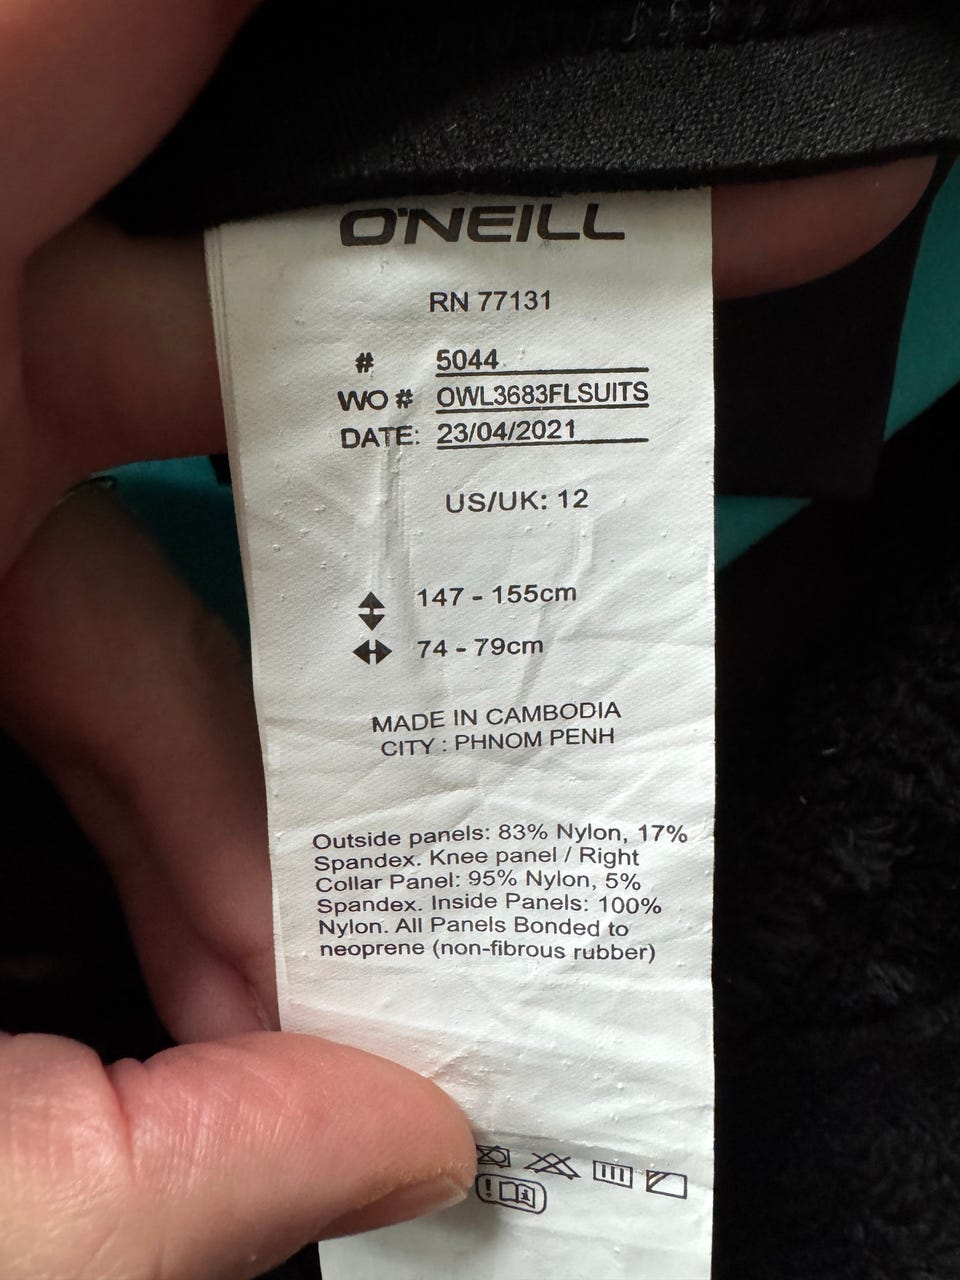 O'NEILL
RN 77131
# 5044
WO # OWL3683FLSUITS
DATE: 23/04/2021
US/UK: 12
147 - 155cm
74 - 79cm
MADE IN CAMBODIA
CITY : PHNOM PENH
Outside panels: 83% Nylon, 17%
Spandex. Knee panel / Right
Collar Panel: 95% Nylon, 5%
Spandex. Inside Panels: 100%
Nylon. All Panels Bonded to
neoprene (non-fibrous rubber)